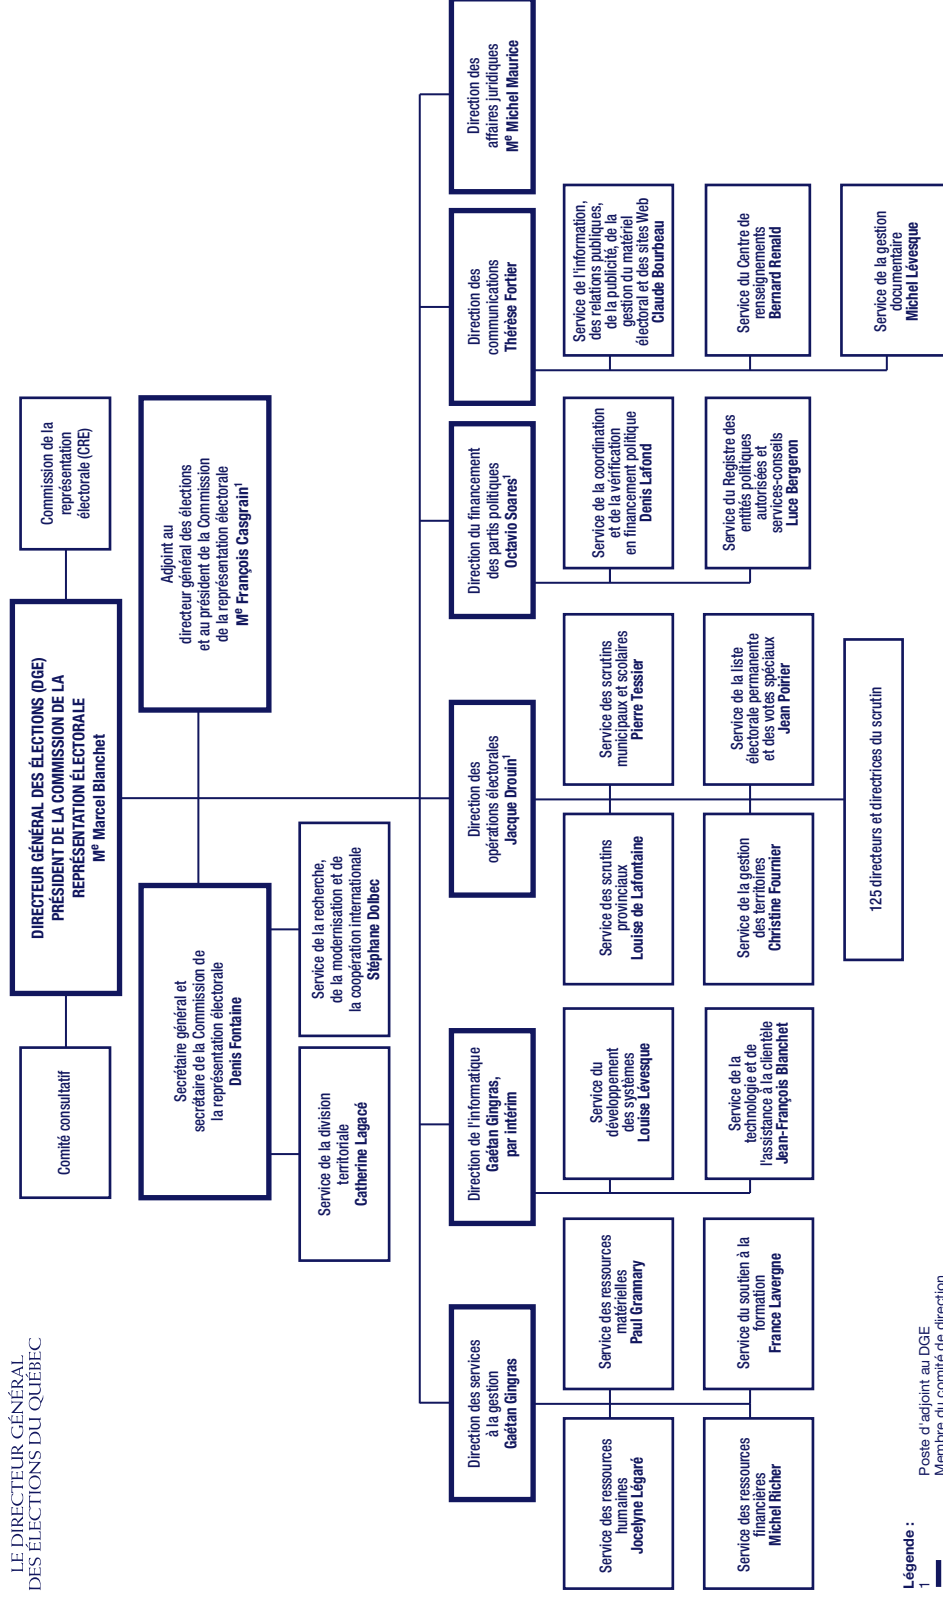 LE DIRECTEUR GÉNÉRAL
DES ÉLECTIONS DU QUÉBEC
Comité consultatif
DIRECTEUR GÉNÉRAL DES ÉLECTIONS (DGE)
PRÉSIDENT DE LA COMMISSION DE LA
REPRÉSENTATION ÉLECTORALE
Me Marcel Blanchet
Commission de la
représentation
électorale (CRE)
Secrétaire général et
secrétaire de la Commission de
la représentation électorale
Denis Fontaine
Adjoint au
directeur général des élections
et au président de la Commission
de la représentation électorale
Me François Casgrain1
Service de la division
territoriale
Catherine Lagacé
Service de la recherche,
de la modernisation et de
la coopération internationale
Stéphane Dolbec
Direction des services
à la gestion
Gaétan Gingras
Direction de l'informatique
Gaétan Gingras,
par intérim
Direction des
opérations électorales
Jacque Drouin1
Direction du financement
des partis politiques
Octavio Soares1
Direction des
communications
Thérèse Fortier
Direction des
affaires juridiques
Me Michel Maurice
Service des ressources
humaines
Jocelyne Légaré
Service des ressources
matérielles
Paul Grannary
Service du
développement
des systèmes
Louise Lévesque
Service des scrutins
provinciaux
Louise de Lafontaine
Service des scrutins
municipaux et scolaires
Pierre Tessier
Service de la coordination
et de la vérification
en financement politique
Denis Lafond
Service de l'information,
des relations publiques,
de la publicité, de la
gestion du matériel
électoral et des sites Web
Claude Bourbeau
Service des ressources
financières
Michel Richer
Service du soutien à la
formation
France Lavergne
Service de la
technologie et de
l'assistance à la clientèle
Jean-François Blanchet
Service de la gestion
des territoires
Christine Fournier
Service de la liste
électorale permanente
et des votes spéciaux
Jean Poirier
Service du Registre des
entités politiques
autorisées et
services-conseils
Luce Bergeron
Service du Centre de
renseignements
Bernard Renald
125 directeurs et directrices du scrutin
Service de la gestion
documentaire
Michel Lévesque
Légende :
1 Poste d'adjoint au DGE
Membre du comité de direction